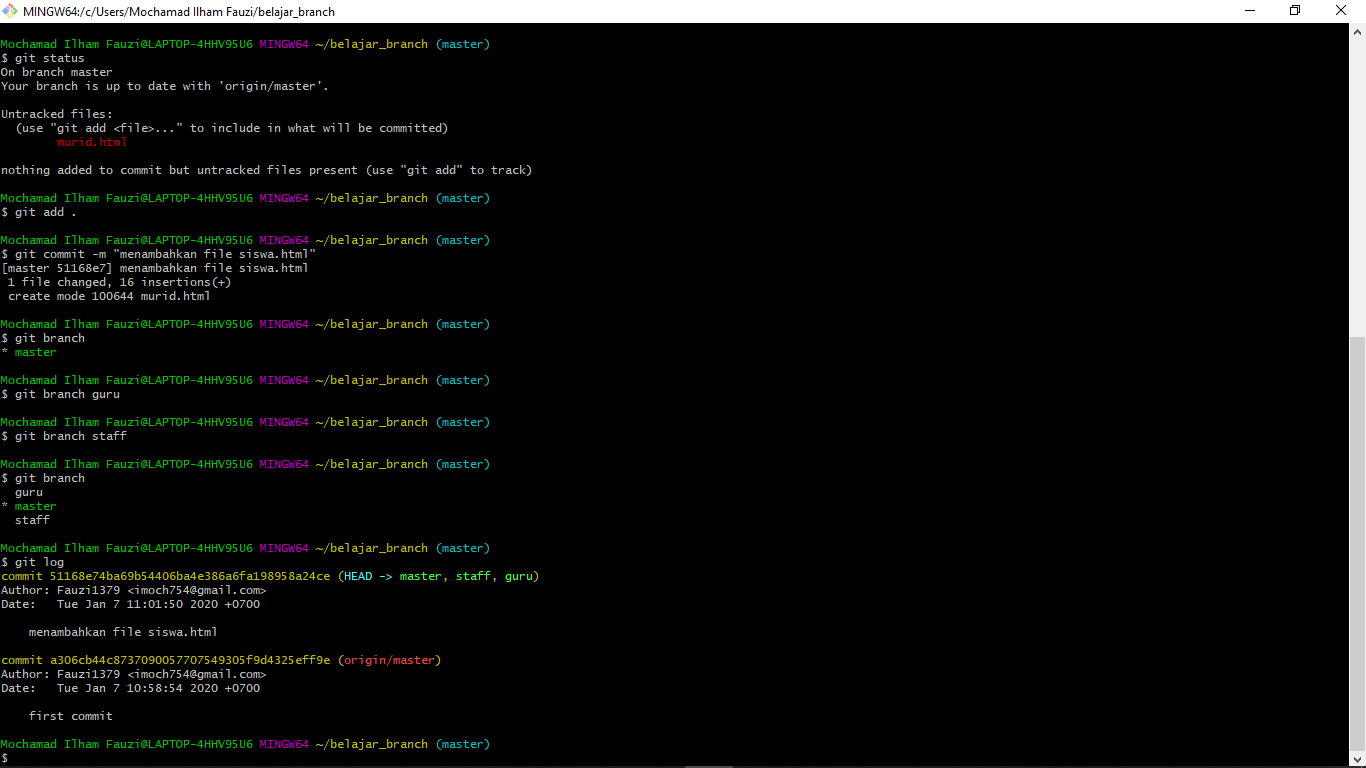 MINGW64:/c/Users/Mochamad Ilham Fauzi/belajar_branch
Mochamad Ilham Fauzi@LAPTOP-4HHV95U6 MINGW64 ~/belajar_branch (master)
$ git status
On branch master
Your branch is up to date with 'origin/master'.
Untracked files:
  (use "git add <file>..." to include in what will be committed)
        murid.html
nothing added to commit but untracked files present (use "git add" to track)
Mochamad Ilham Fauzi@LAPTOP-4HHV95U6 MINGW64 ~/belajar_branch (master)
$ git add .
Mochamad Ilham Fauzi@LAPTOP-4HHV95U6 MINGW64 ~/belajar_branch (master)
$ git commit -m "menambahkan file siswa.html"
[master 51168e7] menambahkan file siswa.html
 1 file changed, 16 insertions(+)
 create mode 100644 murid.html
Mochamad Ilham Fauzi@LAPTOP-4HHV95U6 MINGW64 ~/belajar_branch (master)
$ git branch
* master
Mochamad Ilham Fauzi@LAPTOP-4HHV95U6 MINGW64 ~/belajar_branch (master)
$ git branch guru
Mochamad Ilham Fauzi@LAPTOP-4HHV95U6 MINGW64 ~/belajar_branch (master)
$ git branch staff
Mochamad Ilham Fauzi@LAPTOP-4HHV95U6 MINGW64 ~/belajar_branch (master)
$ git branch
  guru
* master
  staff
Mochamad Ilham Fauzi@LAPTOP-4HHV95U6 MINGW64 ~/belajar_branch (master)
$ git log
commit 51168e74ba69b54406ba4e386a6fa198958a24ce (HEAD -> master, staff, guru)
Author: Fauzi1379 <imoch754@gmail.com>
Date:   Tue Jan 7 11:01:50 2020 +0700
    menambahkan file siswa.html
commit a306cb44c8737090057707549305f9d4325eff9e (origin/master)
Author: Fauzi1379 <imoch754@gmail.com>
Date:   Tue Jan 7 10:58:54 2020 +0700
    first commit
Mochamad Ilham Fauzi@LAPTOP-4HHV95U6 MINGW64 ~/belajar_branch (master)
$